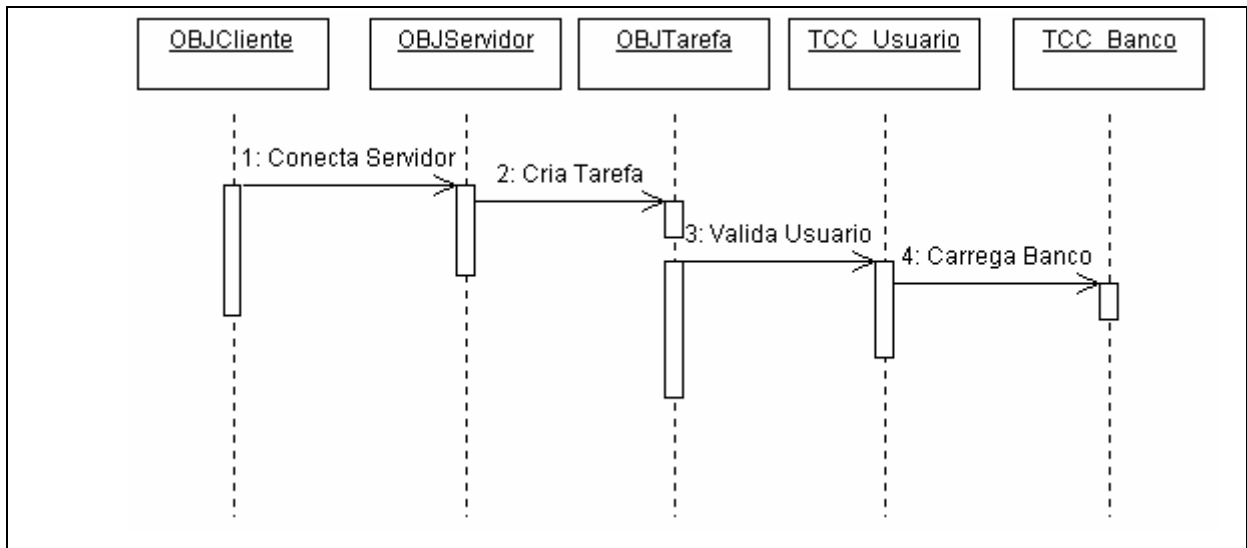 OBJCliente
OBJServidor
OBJTarefa
TCC_Usuario
TCC_Banco
1: Conecta Servidor
2: Cria Tarefa
3: Valida Usuario
4: Carrega Banco